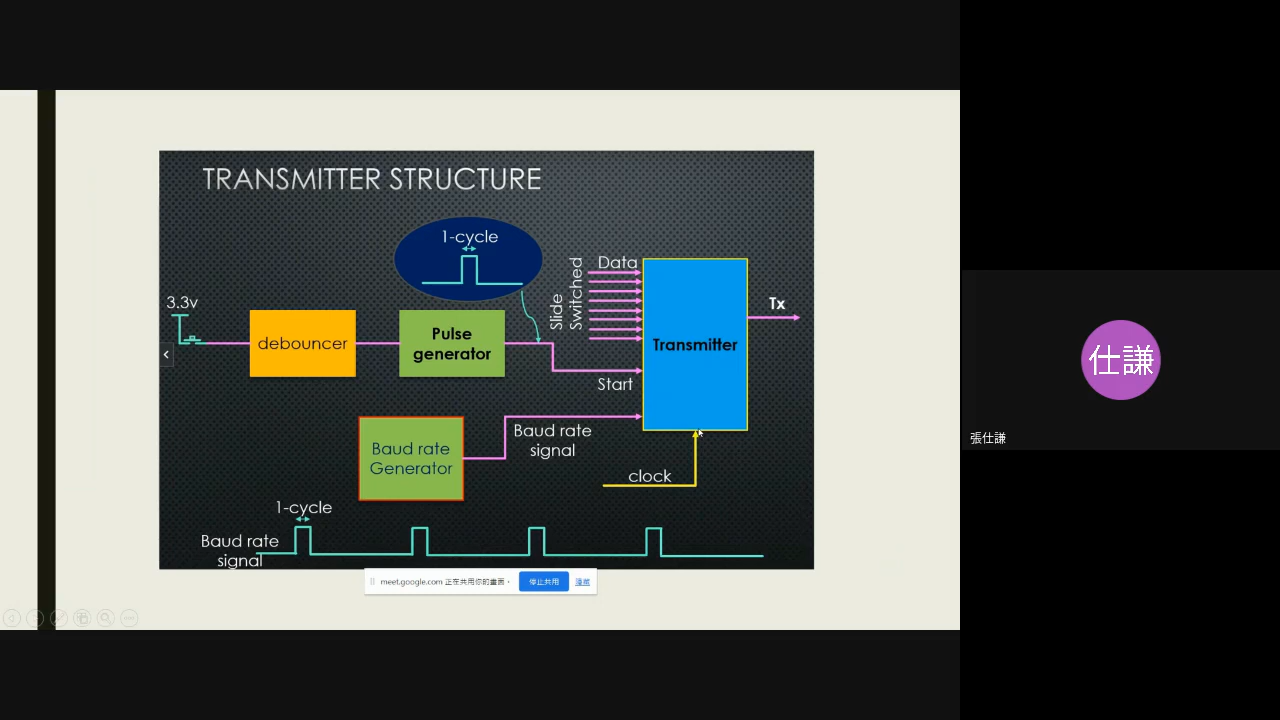 TRANSMITTER STRUCTURE
1-cycle
Data
Slide
Switched
3.3v
Tx
debouncer
Pulse
generator
Transmitter
Start
Baud rate
signal
Baud rate
Generator
clock
1-cycle
Baud rate
signal
meet.google.com 正在共用你的畫面。
停止共用
隱藏
仕謙
張仕謙